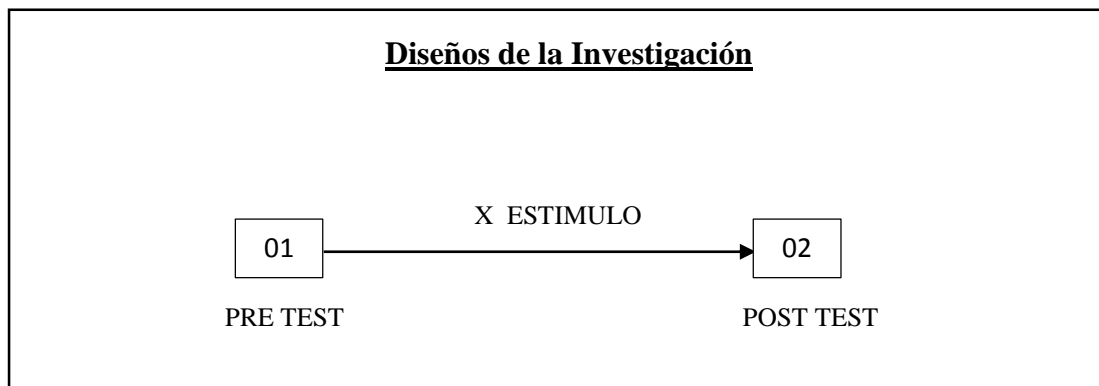 Diseños de la Investigación
X ESTIMULO
01 02
PRE TEST POST TEST